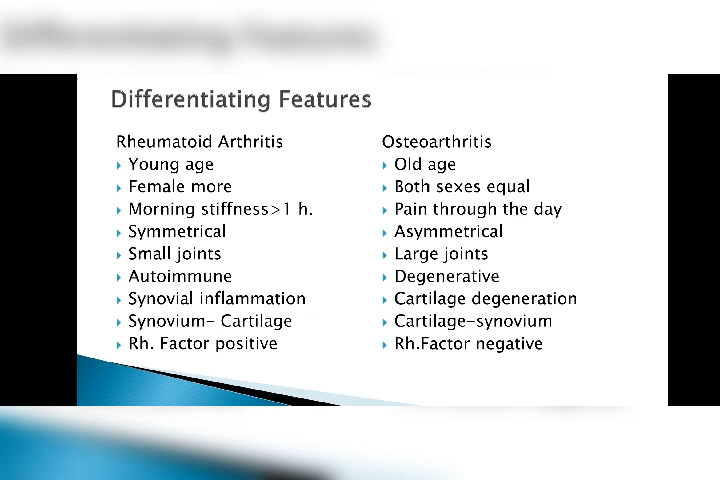 Differentiating Features
Rheumatoid Arthritis
Young age
Female more
Morning stiffness>1 h.
Symmetrical
Small joints
Autoimmune
Synovial inflammation
Synovium- Cartilage
Rh. Factor positive
Osteoarthritis
Old age
Both sexes equal
Pain through the day
Asymmetrical
Large joints
Degenerative
Cartilage degeneration
Cartilage-synovium
Rh.Factor negative